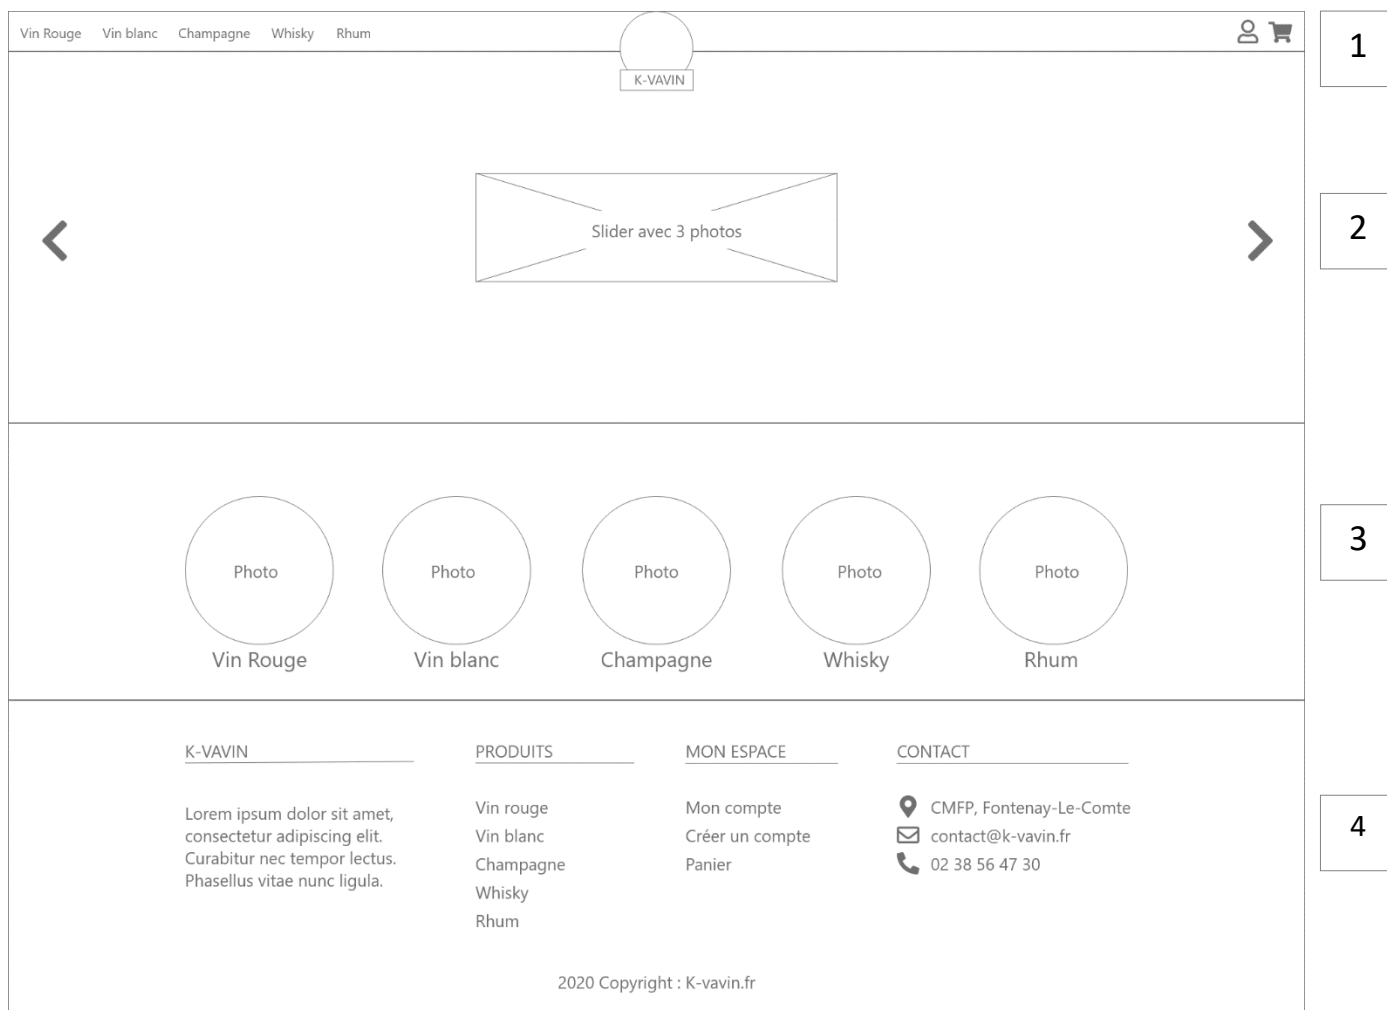 Vin Rouge Vin blanc Champagne Whisky Rhum
K-VAVIN
1
Slider avec 3 photos
2
Photo Photo Photo Photo Photo
Vin Rouge Vin blanc Champagne Whisky Rhum
3
K-VAVIN
Lorem ipsum dolor sit amet,
consectetur adipiscing elit.
Curabitur nec tempor lectus.
Phasellus vitae nunc ligula.
PRODUITS
Vin rouge
Vin blanc
Champagne
Whisky
Rhum
MON ESPACE
Mon compte
Créer un compte
Panier
CONTACT
CMFP, Fontenay-Le-Comte
contact@k-vavin.fr
02 38 56 47 30
4
2020 Copyright : K-vavin.fr